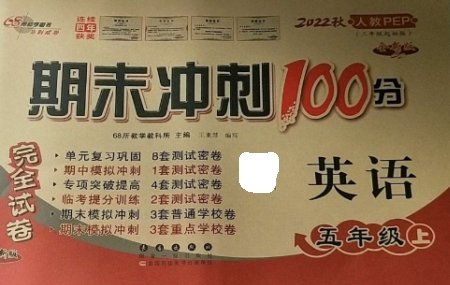 连续
四年
获奖
2022秋 人教PEP
期末冲刺100分
68所教学教科所 主编
完全试卷
单元复习巩固 8套测试密卷
期中模拟冲刺 1套测试密卷
专项突破提高 4套测试密卷
临考提分训练 2套测试密卷
期末模拟冲刺 3套普通学校卷
期末模拟冲刺 3套重点学校卷
英语
五年级上